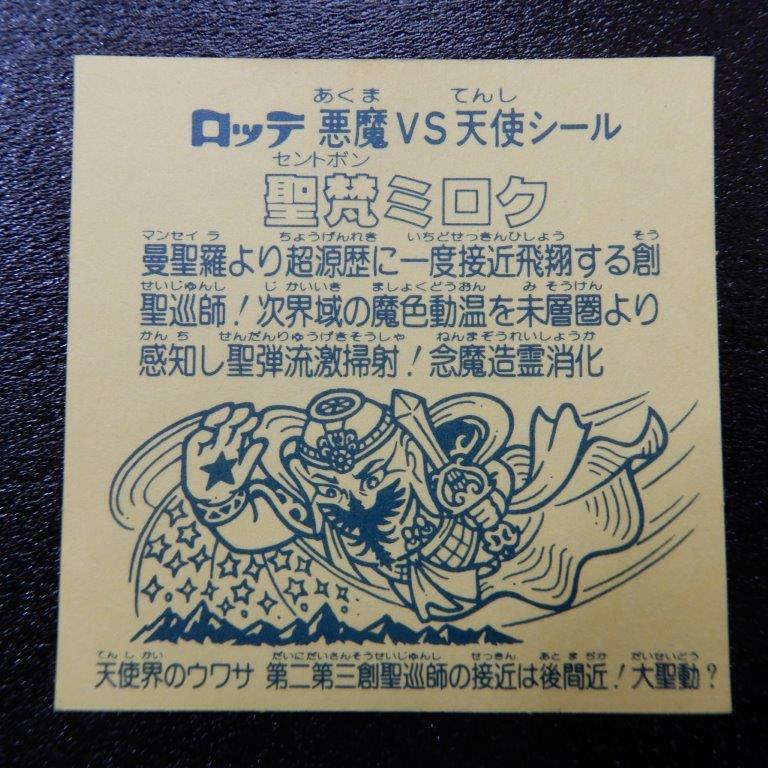 あくま てんし
ロッテ 悪魔VS天使シール
セントボン
聖梵ミロク
マンセイラ ちょうげんれき いちどせっきんひしょう そう
曼聖羅より超源歴に一度接近飛翔する創
せいじゅんし じかいいき ましょくどうおん みそうけん
聖巡師!次界域の魔色動温を未層圏より
かんち せんだんりゅうげきそうしゃ ねんまぞうれいしょうか
感知し聖弾流激掃射!念魔造霊消化
てんしかい だいにだいさんそうせいじゅんし せっきん あとまぢか だいせいどう
天使界のウワサ 第二第三創聖巡師の接近は後間近!大聖動?